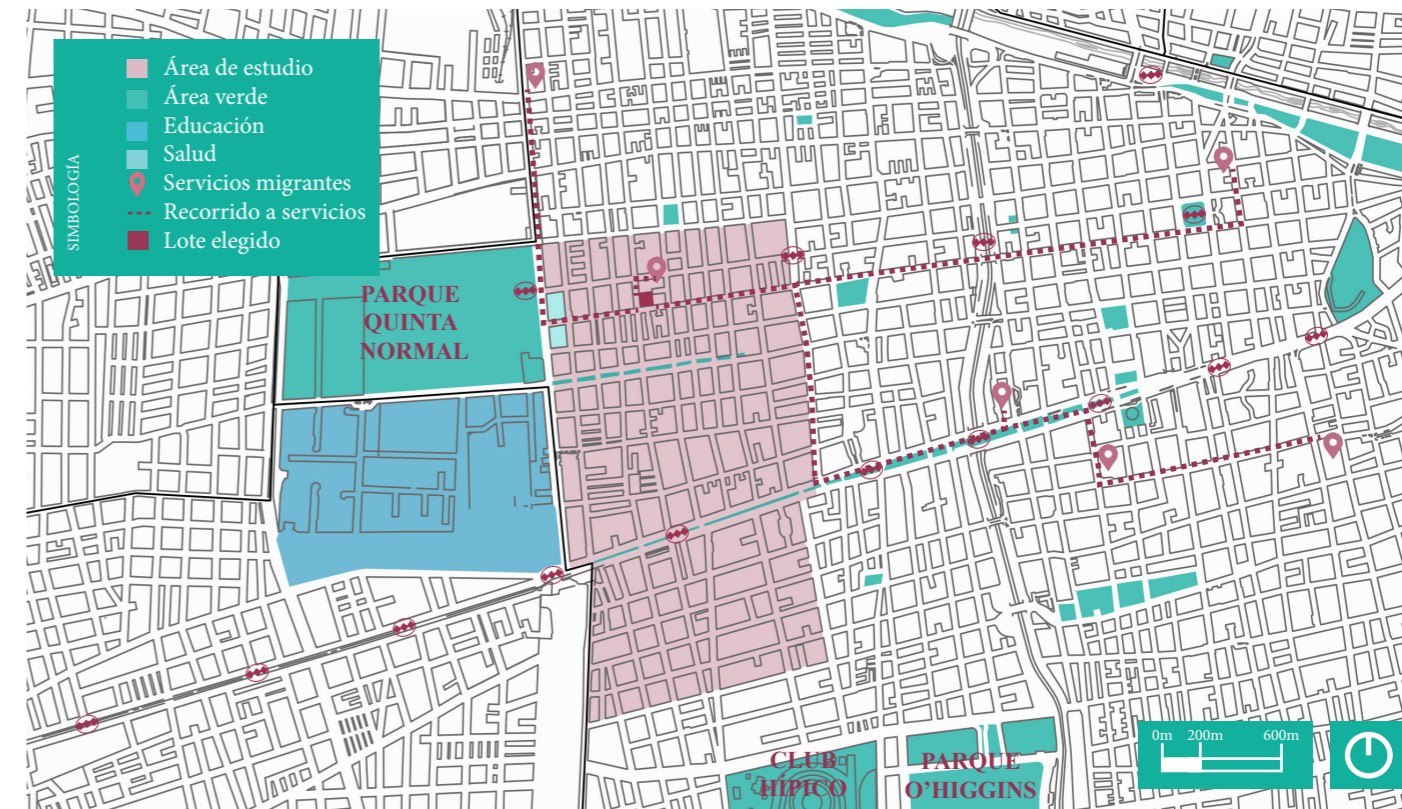 SIMBOLOGÍA
Área de estudio
Área verde
Educación
Salud
Servicios migrantes
Recorrido a servicios
Lote elegido
PARQUE
QUINTA
NORMAL
CLUB
HÍPICO
PARQUE
O'HIGGINS
0m 200m 600m